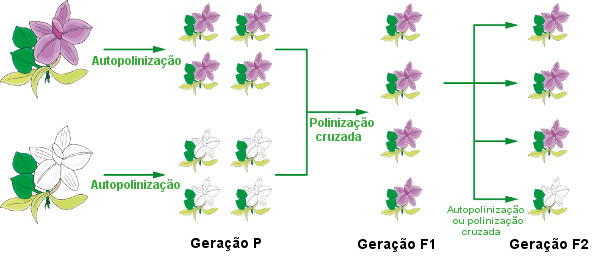 Autopolinização
Autopolinização
Polinização
cruzada
Autopolinização
ou polinização
cruzada
Geração P
Geração F1
Geração F2